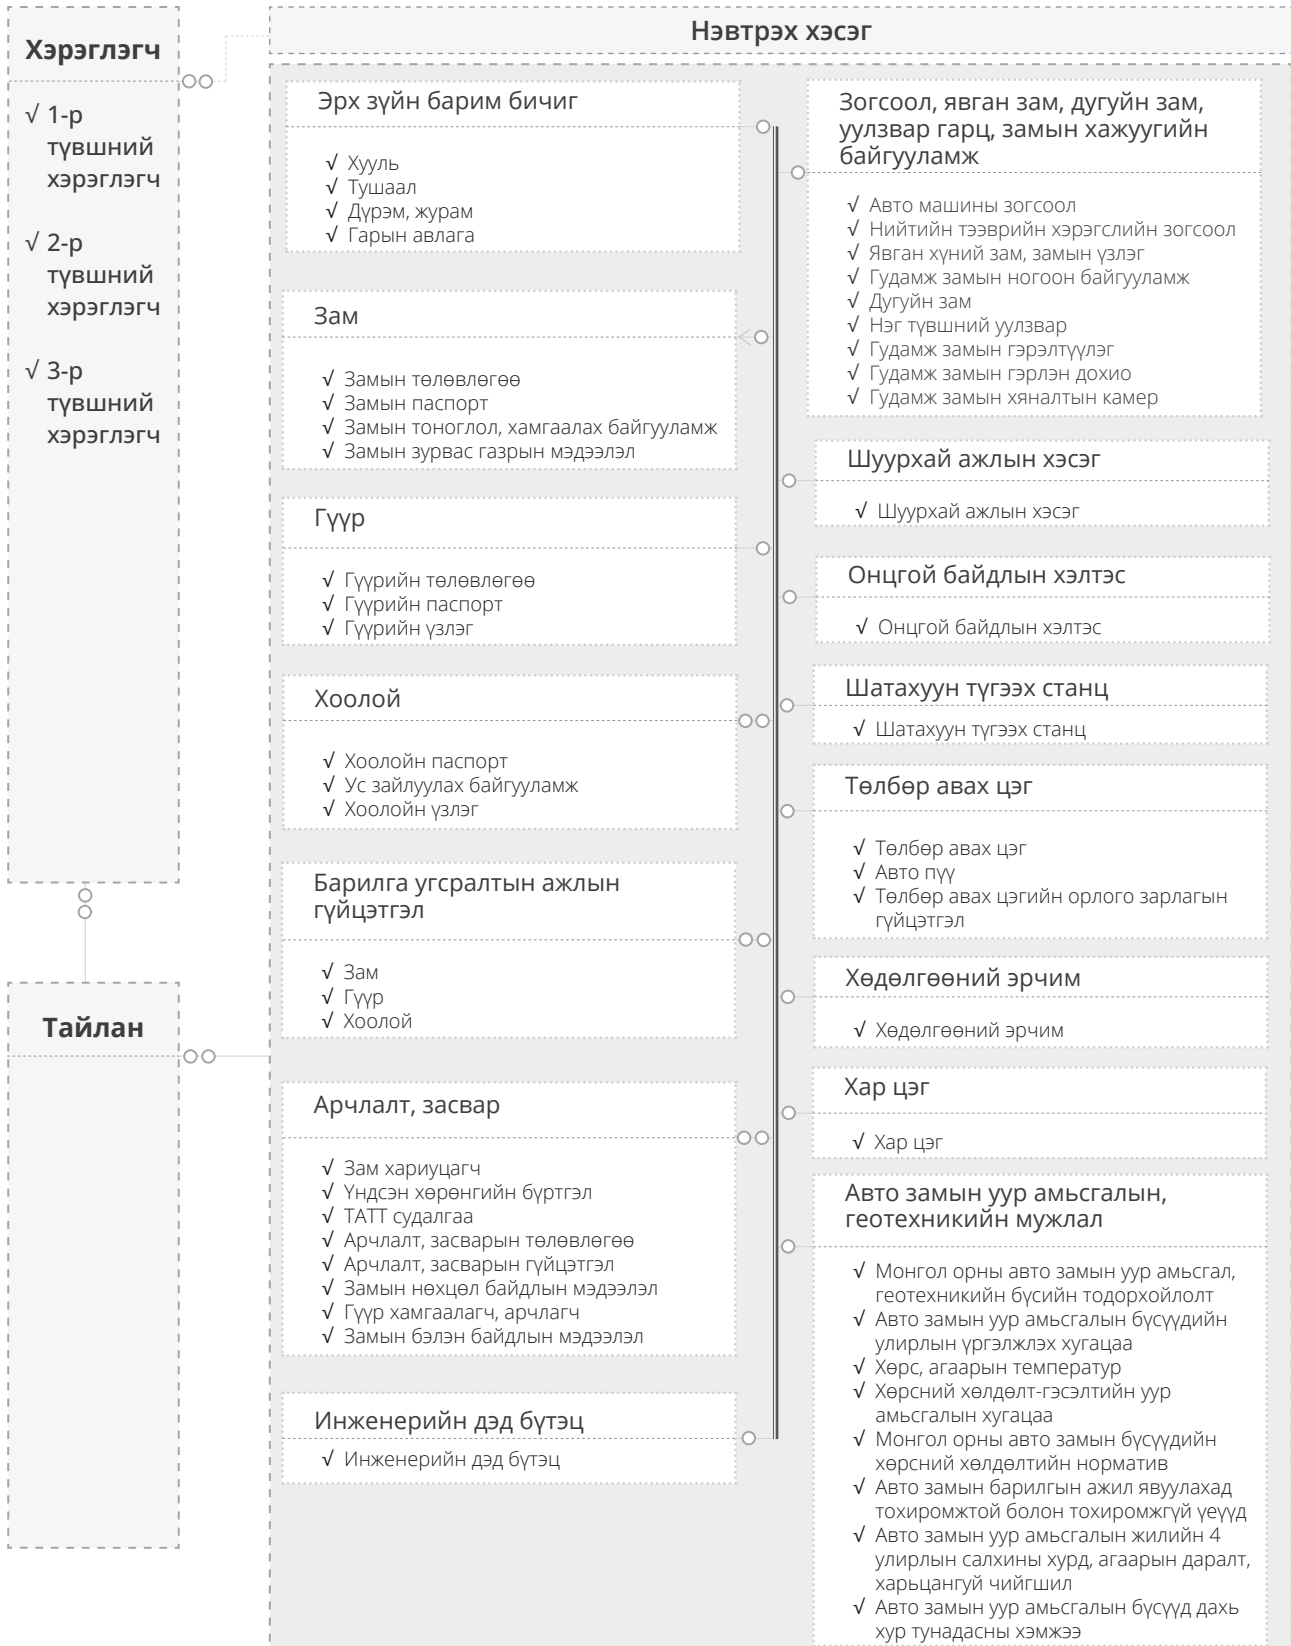 Хэрэглэгч
√ 1-р
түвшний
хэрэглэгч
√ 2-р
түвшний
хэрэглэгч
√ 3-р
түвшний
хэрэглэгч
Тайлан
Нэвтрэх хэсэг
Эрх зүйн барим бичиг
√ Хууль
√ Тушаал
√ Дүрэм, журам
√ Гарын авлага
Зам
√ Замын төлөвлөгөө
√ Замын паспорт
√ Замын тоноглол, хамгаалах байгууламж
√ Замын зурвас газрын мэдээлэл
Гүүр
√ Гүүрийн төлөвлөгөө
√ Гүүрийн паспорт
√ Гүүрийн үзлэг
Хоолой
√ Хоолойн паспорт
√ Ус зайлуулах байгууламж
√ Хоолойн үзлэг
Барилга угсралтын ажлын
гүйцэтгэл
√ Зам
√ Гүүр
√ Хоолой
Арчлалт, засвар
√ Зам хариуцагч
√ Үндсэн хөрөнгийн бүртгэл
√ ТАТТ судалгаа
√ Арчлалт, засварын төлөвлөгөө
√ Арчлалт, засварын гүйцэтгэл
√ Замын нөхцөл байдлын мэдээлэл
√ Гүүр хамгаалагч, арчлагч
√ Замын бэлэн байдлын мэдээлэл
Инженерийн дэд бүтэц
√ Инженерийн дэд бүтэц
Зогсоол, явган зам, дугуйн зам,
уулзвар гарц, замын хажуугийн
байгууламж
√ Авто машины зогсоол
√ Нийтийн тээврийн хэрэгслийн зогсоол
√ Явган хүний зам, замын үзлэг
√ Гудамж замын ногоон байгууламж
√ Дугуйн зам
√ Нэг түвшний уулзвар
√ Гудамж замын гэрэлтүүлэг
√ Гудамж замын гэрлэн дохио
√ Гудамж замын хяналтын камер
Шуурхай ажлын хэсэг
√ Шуурхай ажлын хэсэг
Онцгой байдлын хэлтэс
√ Онцгой байдлын хэлтэс
Шатахуун түгээх станц
√ Шатахуун түгээх станц
Төлбөр авах цэг
√ Төлбөр авах цэг
√ Авто пүү
√ Төлбөр авах цэгийн орлого зарлагын
гүйцэтгэл
Хөдөлгөөний эрчим
√ Хөдөлгөөний эрчим
Хар цэг
√ Хар цэг
Авто замын уур амьсгалын,
геотехникийн мужлал
√ Монгол орны авто замын уур амьсгал,
геотехникийн бүсийн тодорхойлолт
√ Авто замын уур амьсгалын бүсүүдийн
улирлын үргэлжлэх хугацаа
√ Хөрс, агаарын температур
√ Хөрсний хөлдөлт-гэсэлтийн уур
амьсгалын хугацаа
√ Монгол орны авто замын бүсүүдийн
хөрсний хөлдөлтийн норматив
√ Авто замын барилгын ажил явуулахад
тохиромжтой болон тохиромжгүй үеүүд
√ Авто замын уур амьсгалын жилийн 4
улирлын салхины хурд, агаарын даралт,
харьцангуй чийгшил
√ Авто замын уур амьсгалын бүсүүд дахь
хур тунадасны хэмжээ